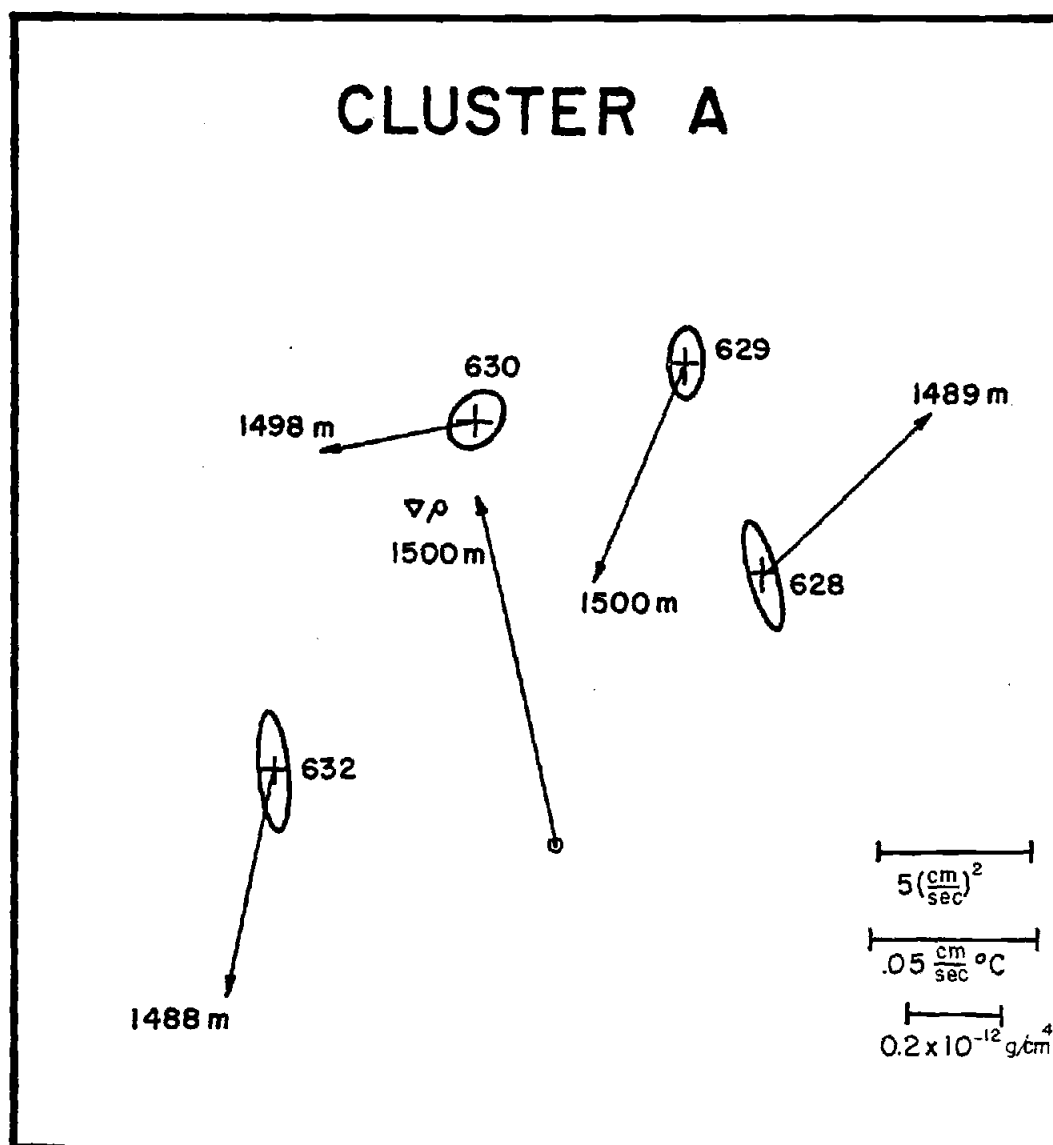 CLUSTER A
630
629
1489 m
1498 m
∇ρ
1500 m
1500 m
628
632
1488 m
5(cm/sec)²
.05 cm/sec °C
0.2 x 10⁻¹² g/cm⁴